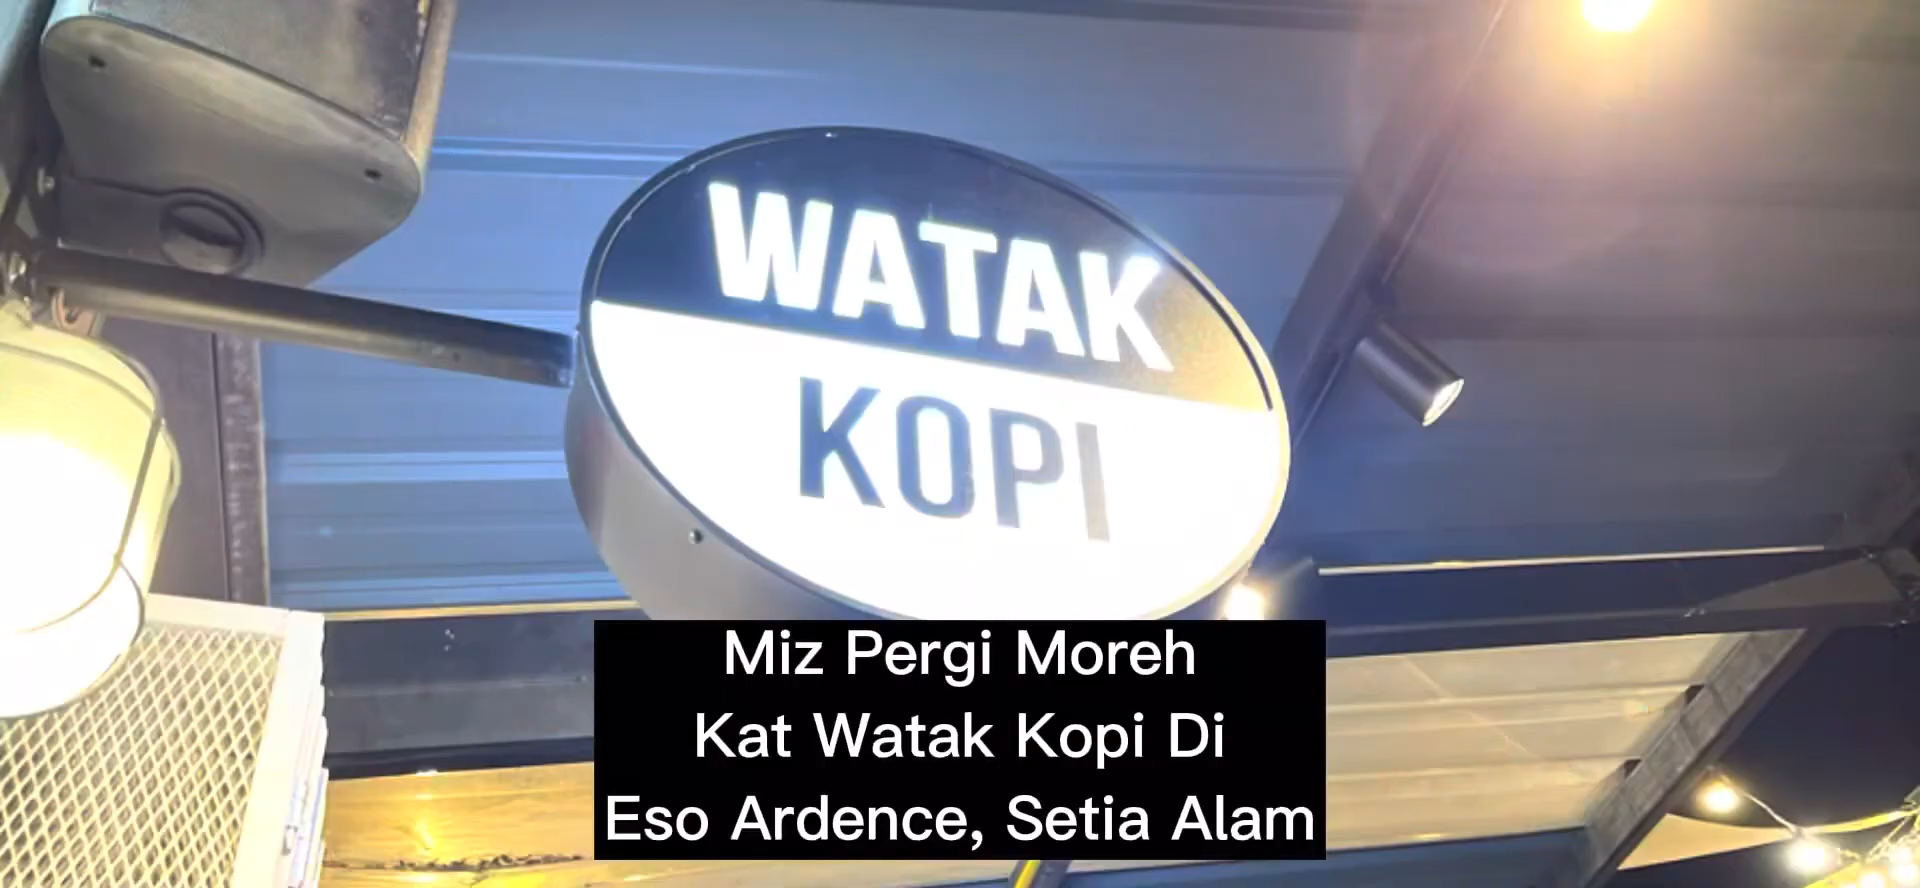 WATAK
KOPI
Miz Pergi Moreh
Kat Watak Kopi Di
Eso Ardence, Setia Alam